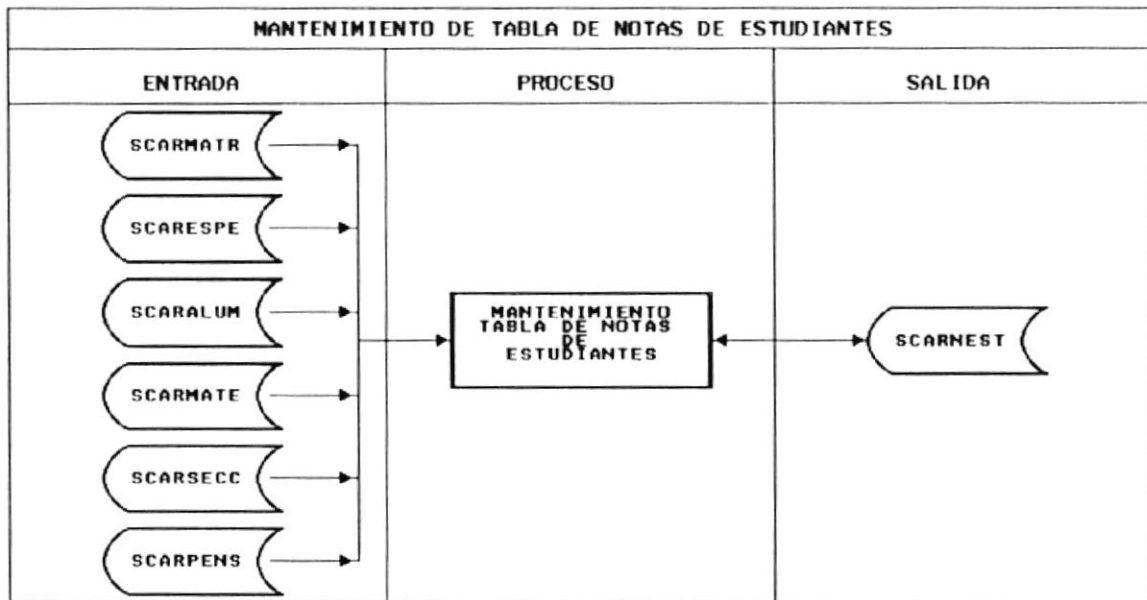 MANTENIMIENTO DE TABLA DE NOTAS DE ESTUDIANTES
ENTRADA
PROCESO
SALIDA
SCARMATR
SCARESPE
SCARALUM
SCARMATE
SCARSECC
SCARPENS
MANTENIMIENTO
TABLA DE NOTAS
DE
ESTUDIANTES
SCARNEST